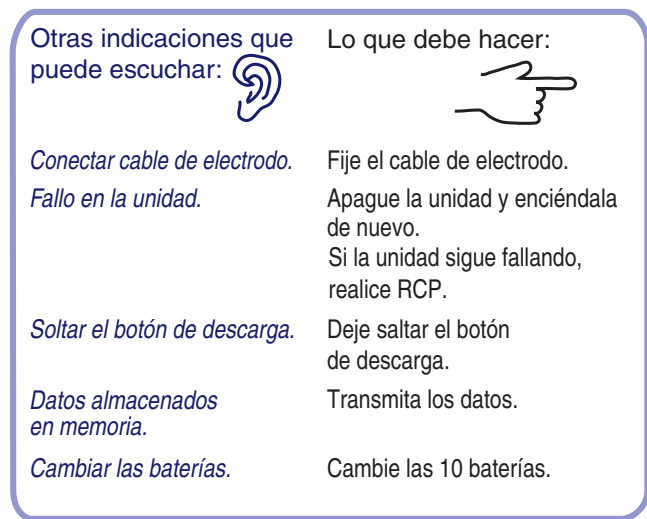 Otras indicaciones que
puede escuchar:
Lo que debe hacer:
Conectar cable de electrodo.
Fije el cable de electrodo.
Fallo en la unidad.
Apague la unidad y enciéndala
de nuevo.
Si la unidad sigue fallando,
realice RCP.
Soltar el botón de descarga.
Deje saltar el botón
de descarga.
Datos almacenados
en memoria.
Transmita los datos.
Cambiar las baterías.
Cambie las 10 baterías.